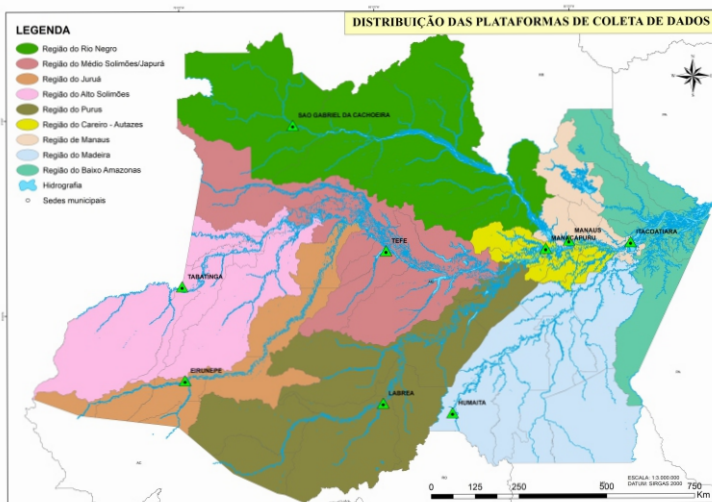 DISTRIBUIÇÃO DAS PLATAFORMAS DE COLETA DE DADOS
LEGENDA
Região do Rio Negro
Região do Médio Solimões/Japurá
Região do Juruá
Região do Alto Solimões
Região do Purus
Região do Careiro - Autazes
Região de Manaus
Região do Madeira
Região do Baixo Amazonas
Hidrografia
Sedes municipais
SAO GABRIEL DA CACHOEIRA
MANAUS
ITACOATIARA
MANACAPURU
TEFE
TABATINGA
EIRUNEPE
LABREA
HUMAITA
ESCALA: 1:3.000.000
DATUM: SIRGAS 2000
0 125 250 500 750
Km